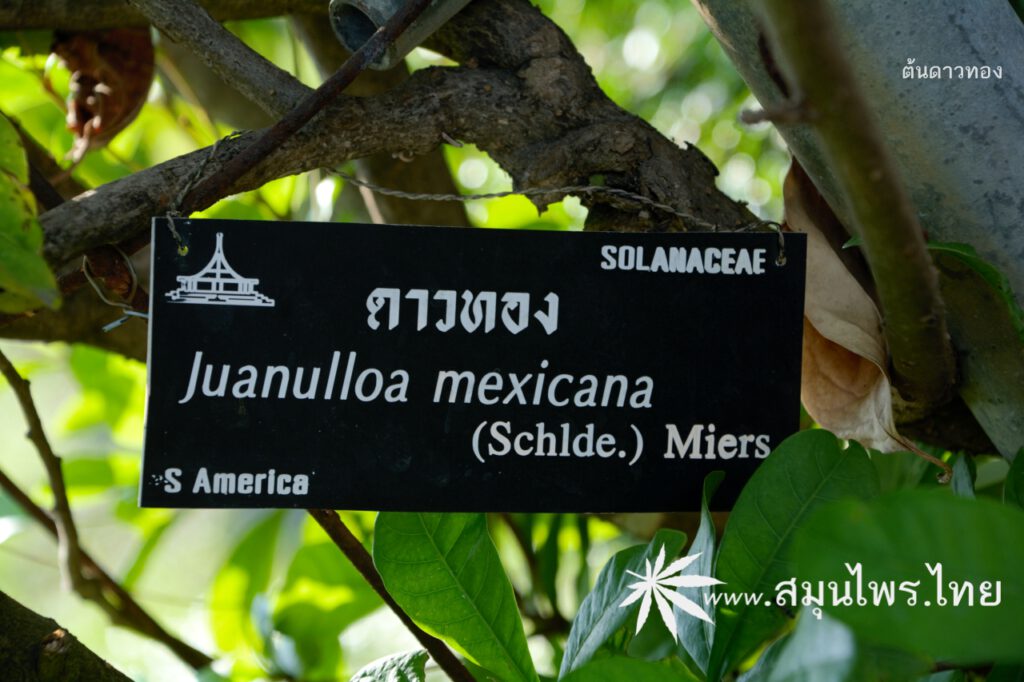 ต้นดาวทอง
SOLANACEAE
ดาวทอง
Juanulloa mexicana
(Schlde.) Miers
S America
www.สมุนไพร.ไทย